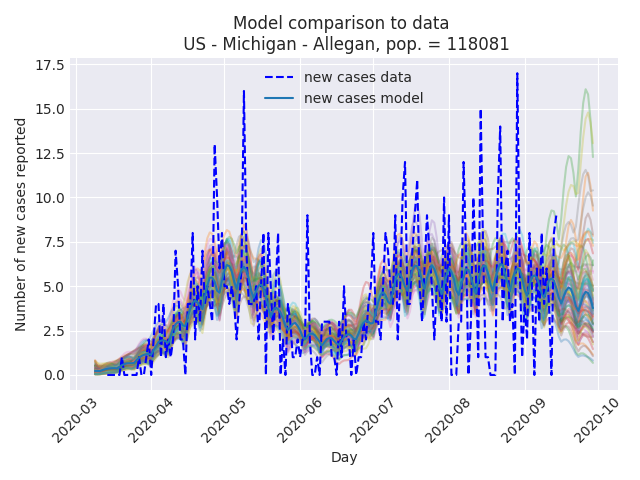 Model comparison to data
US - Michigan - Allegan, pop. = 118081
17.5
15.0
12.5
10.0
7.5
5.0
2.5
0.0
Number of new cases reported
new cases data
new cases model
2020-03
2020-04
2020-05
2020-06
2020-07
2020-08
2020-09
2020-10
Day